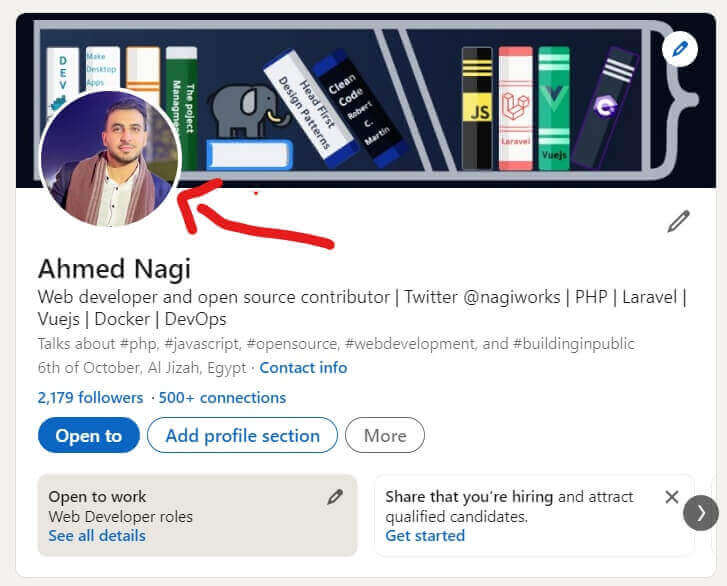 DEV
Make
Desktop
Apps
The poject
Managment
Head First
Design Patterns
Clean
Code
Robert
C.
Martin
JS
Laravel
Vuejs
C
Ahmed Nagi
Web developer and open source contributor | Twitter @nagiworks | PHP | Laravel |
Vuejs | Docker | DevOps
Talks about #php, #javascript, #opensource, #webdevelopment, and #buildinginpublic
6th of October, Al Jizah, Egypt · Contact info
2,179 followers · 500+ connections
Open to
Add profile section
More
Open to work
Web Developer roles
See all details
Share that you're hiring and attract
qualified candidates.
Get started